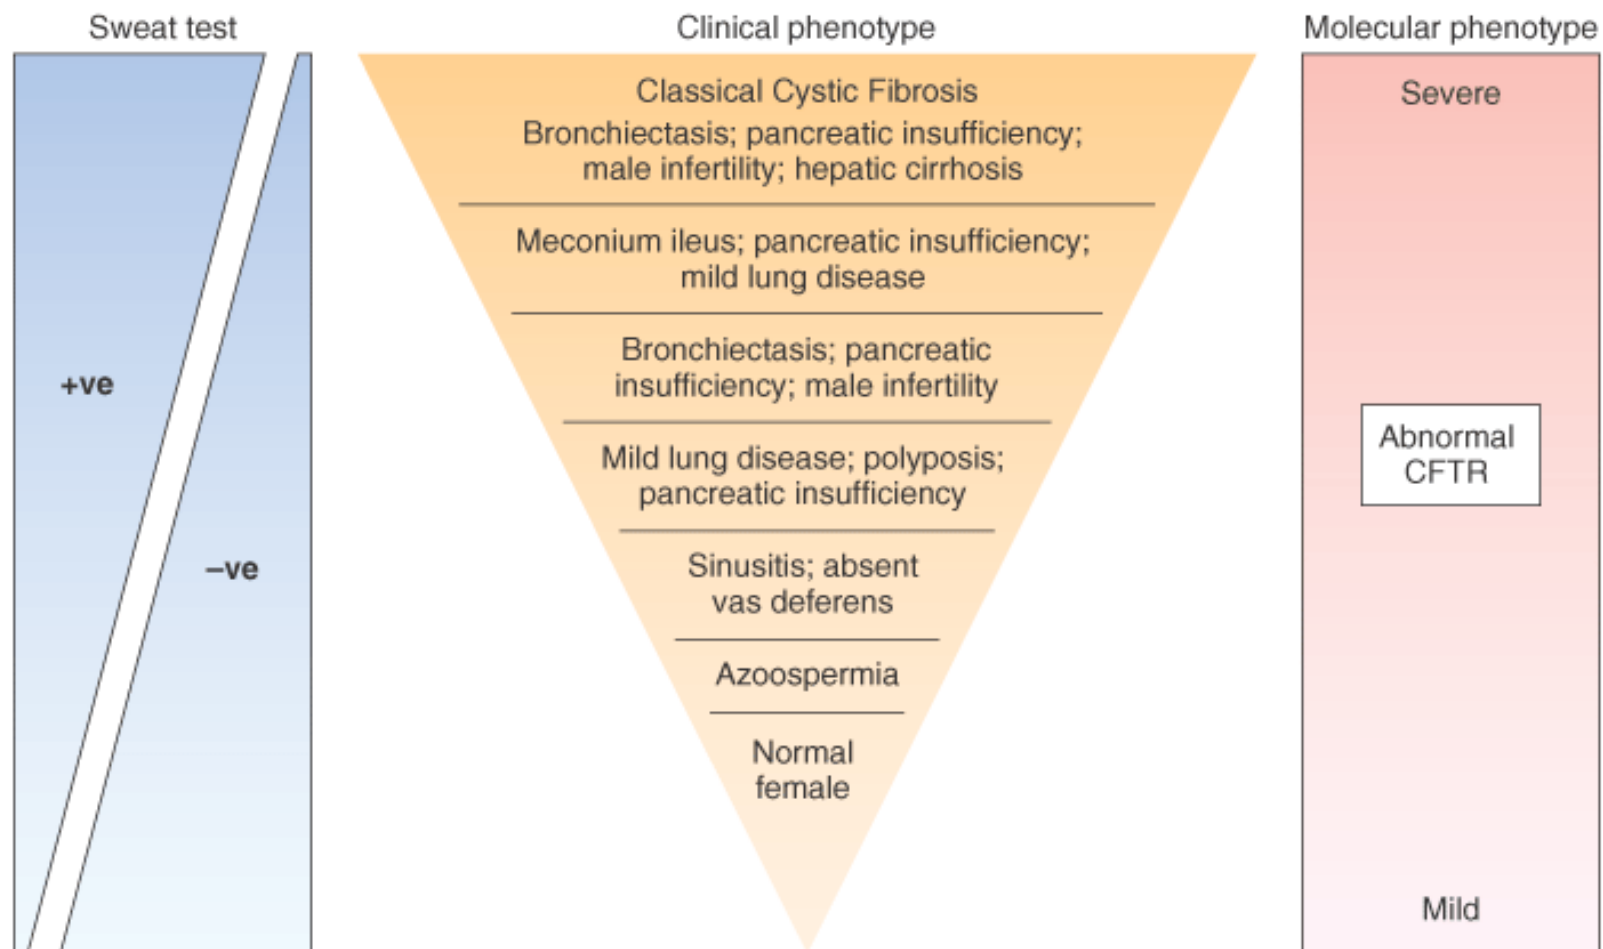 Sweat test
Clinical phenotype
Molecular phenotype
+ve
–ve
Classical Cystic Fibrosis
Bronchiectasis; pancreatic insufficiency;
male infertility; hepatic cirrhosis
Meconium ileus; pancreatic insufficiency;
mild lung disease
Bronchiectasis; pancreatic
insufficiency; male infertility
Mild lung disease; polyposis;
pancreatic insufficiency
Sinusitis; absent
vas deferens
Azoospermia
Normal
female
Severe
Abnormal
CFTR
Mild